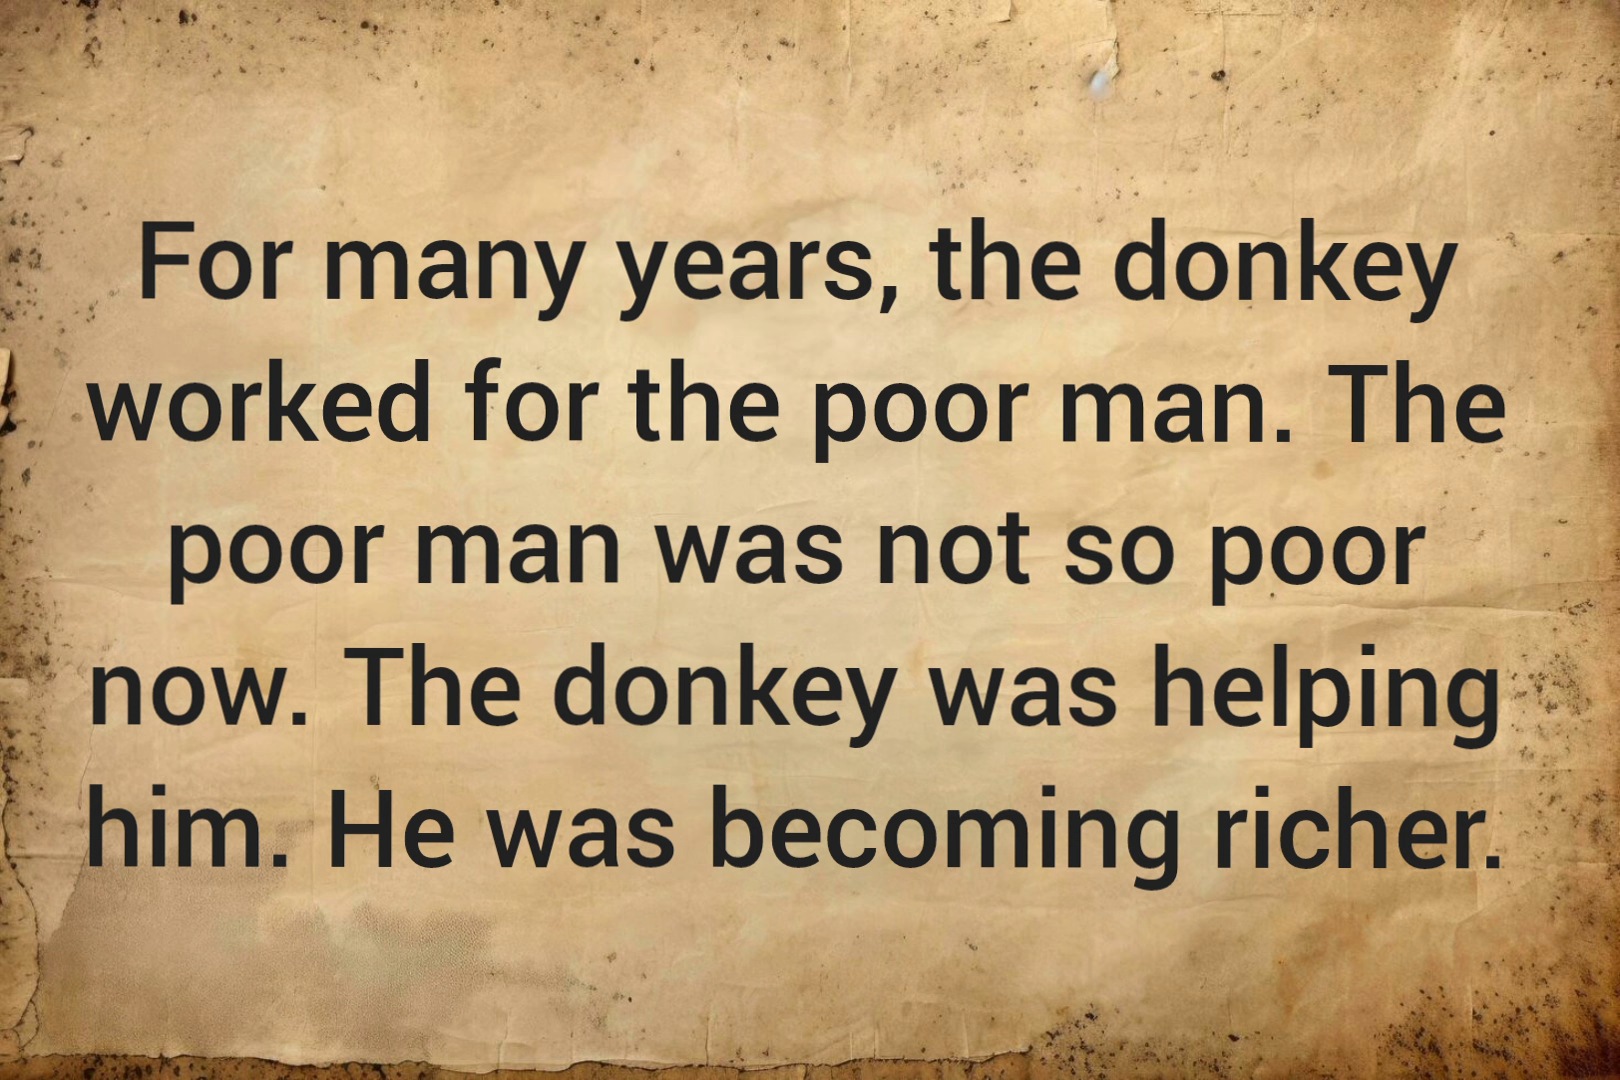 For many years, the donkey
worked for the poor man. The
poor man was not so poor
now. The donkey was helping
him. He was becoming richer.